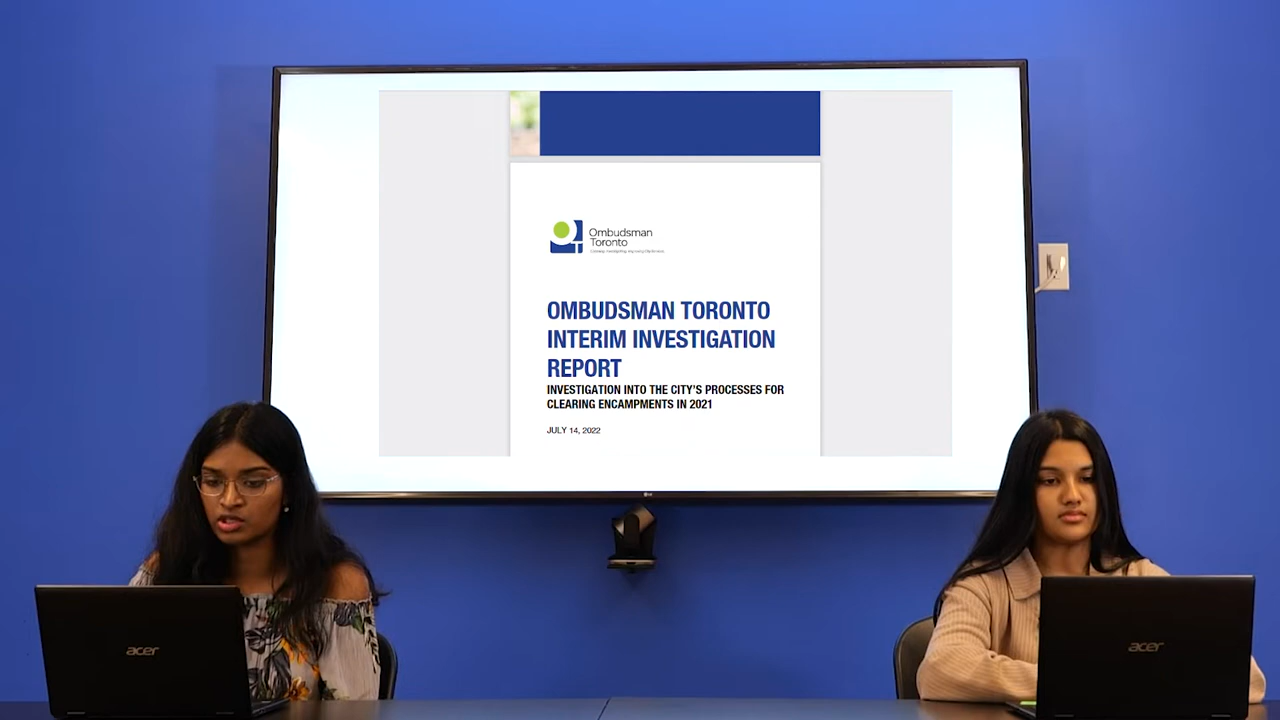 Ombudsman
Toronto
OMBUDSMAN TORONTO
INTERIM INVESTIGATION
REPORT
INVESTIGATION INTO THE CITY'S PROCESSES FOR
CLEARING ENCAMPMENTS IN 2021
JULY 14, 2022
LG
acer
acer